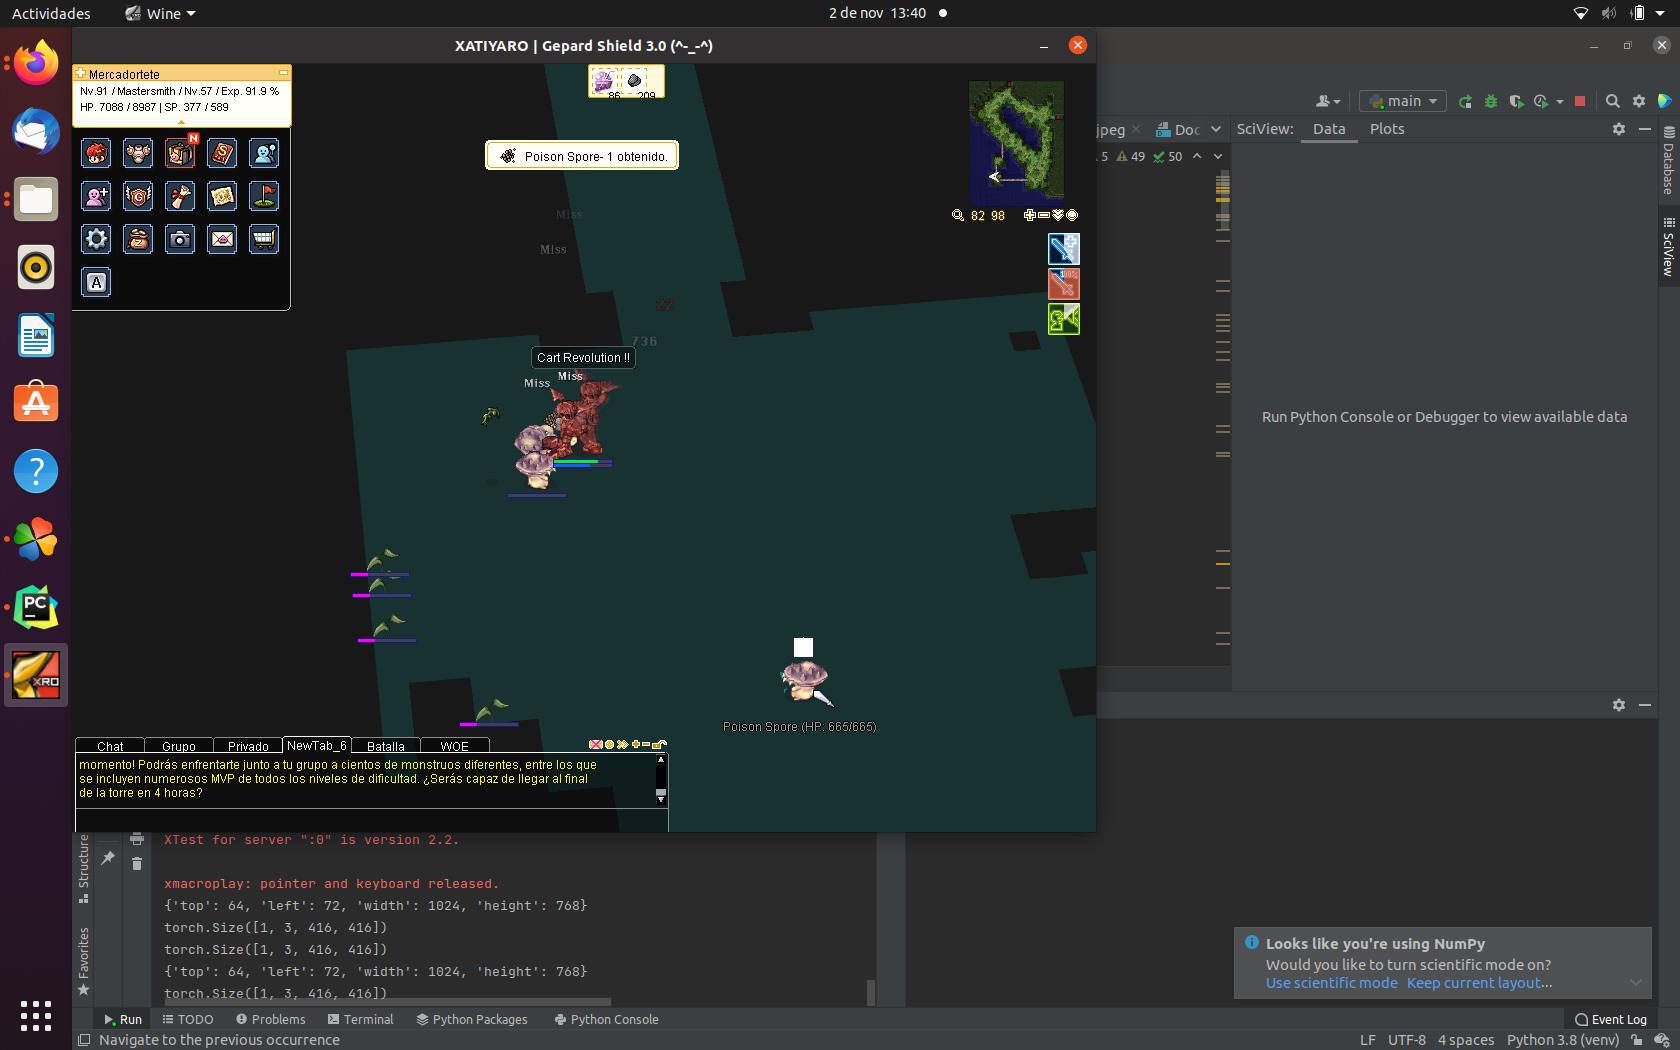 Actividades
Wine
2 de nov 13:40
XATIYARO | Gepard Shield 3.0 (^-_-^)
Mercadortete
Nv.91 / Mastersmith / Nv.57 / Exp. 91.9 %
HP. 7088 / 8987 | SP. 377 / 589
N
A
86 209
Poison Spore- 1 obtenido.
Miss
Miss
736
Cart Revolution !!
Miss
Miss
82 98
100%
Poison Spore (HP: 665/665)
Chat
Grupo
Privado
NewTab_6
Batalla
WOE
momento! Podrás enfrentarte junto a tu grupo a cientos de monstruos diferentes, entre los que
se incluyen numerosos MVP de todos los niveles de dificultad. ¿Serás capaz de llegar al final
de la torre en 4 horas?
main
jpeg
Doc
5 49 50
SciView:
Data
Plots
Database
SciView
Run Python Console or Debugger to view available data
PC
XRO
Structure
Favorites
XTest for server ":0" is version 2.2.
xmacroplay: pointer and keyboard released.
{'top': 64, 'left': 72, 'width': 1024, 'height': 768}
torch.Size([1, 3, 416, 416])
torch.Size([1, 3, 416, 416])
{'top': 64, 'left': 72, 'width': 1024, 'height': 768}
torch.Size([1, 3, 416, 416])
Looks like you're using NumPy
Would you like to turn scientific mode on?
Use scientific mode Keep current layout...
Run
TODO
Problems
Terminal
Python Packages
Python Console
Event Log
Navigate to the previous occurrence
LF UTF-8 4 spaces Python 3.8 (venv)